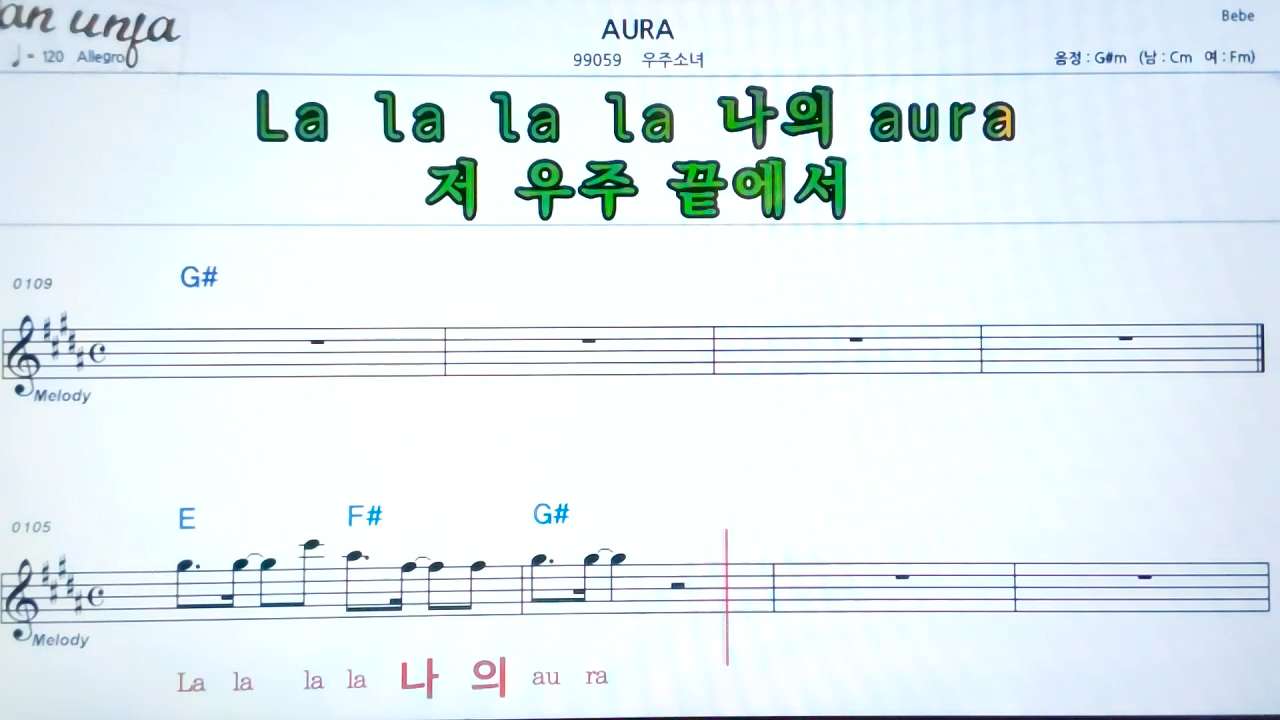 an unja
Bebe
AURA
♩= 120 Allegro
99059 우주소녀
음정 : G#m (남 : Cm 여 : Fm)
La la la la 나의 aura
저 우주 끝에서
0109
G#
Melody
0105
E F# G#
Melody
La la la la 나 의 au ra